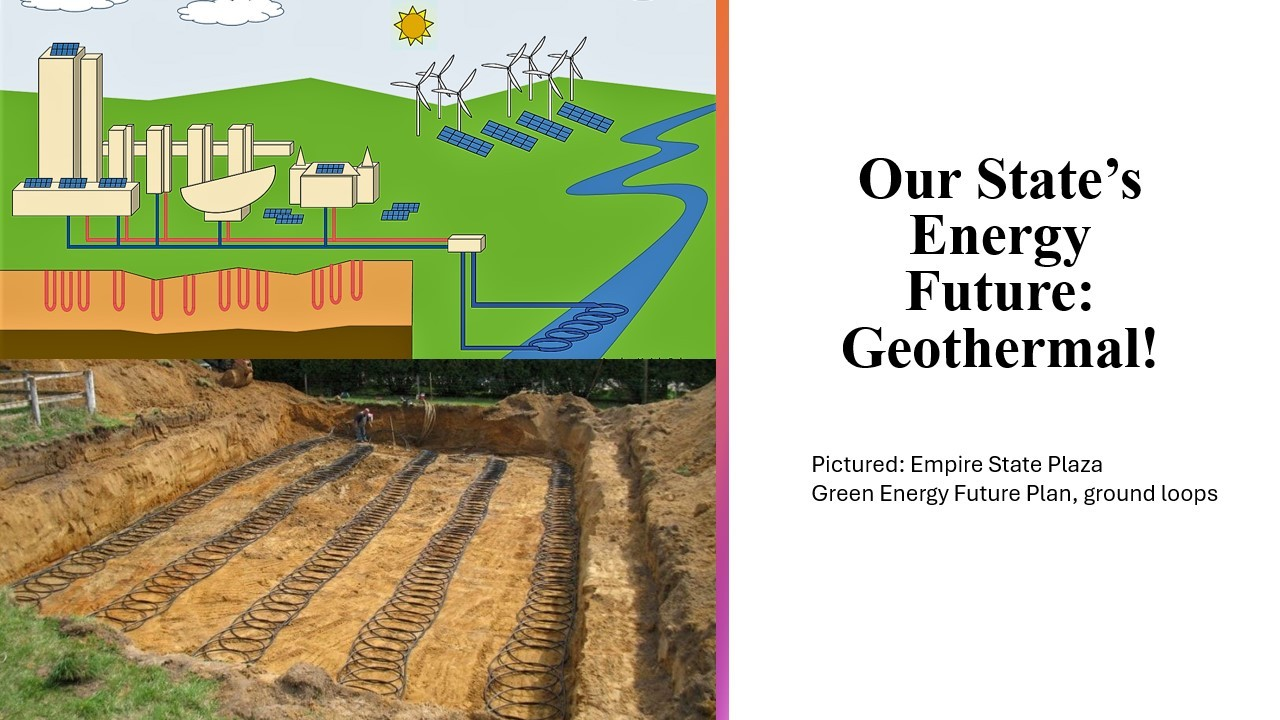 Our State’s
Energy
Future:
Geothermal!
Pictured: Empire State Plaza
Green Energy Future Plan, ground loops